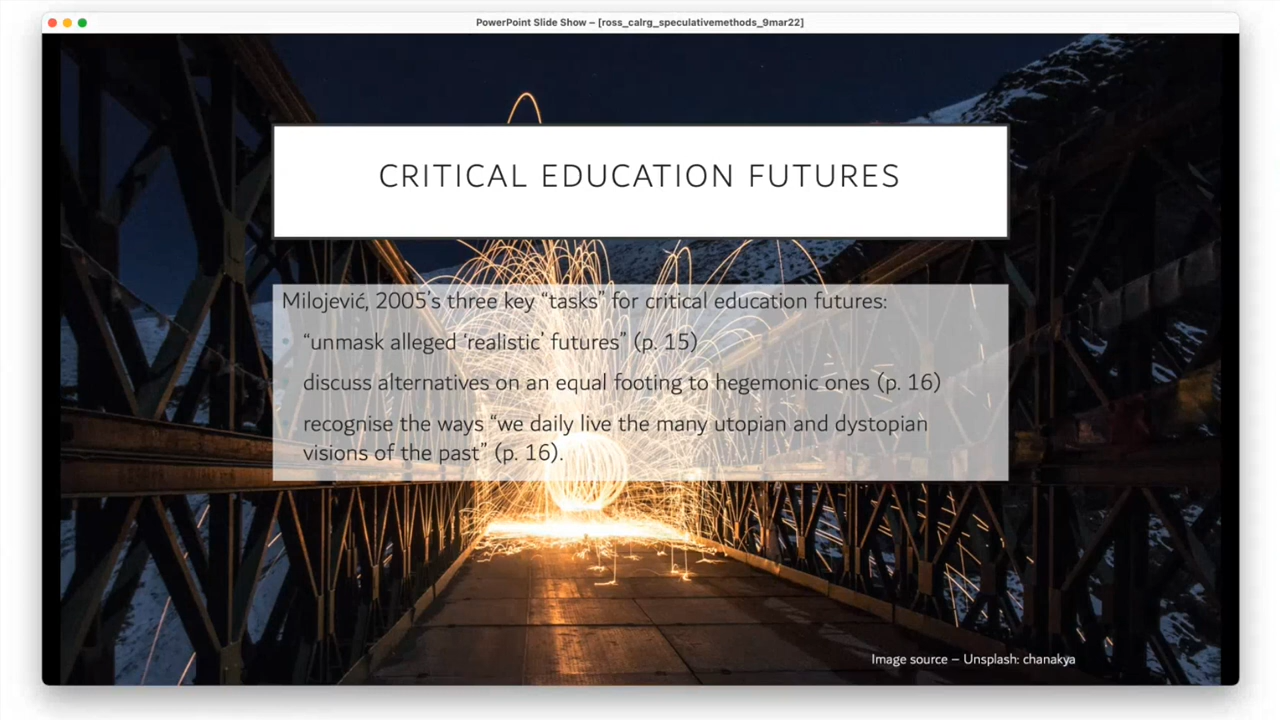 PowerPoint Slide Show – [ross_calrg_speculativemethods_9mar22]
CRITICAL EDUCATION FUTURES
Milojević, 2005’s three key “tasks” for critical education futures:
“unmask alleged ‘realistic’ futures” (p. 15)
discuss alternatives on an equal footing to hegemonic ones (p. 16)
recognise the ways “we daily live the many utopian and dystopian
visions of the past” (p. 16).
Image source – Unsplash: chanakya